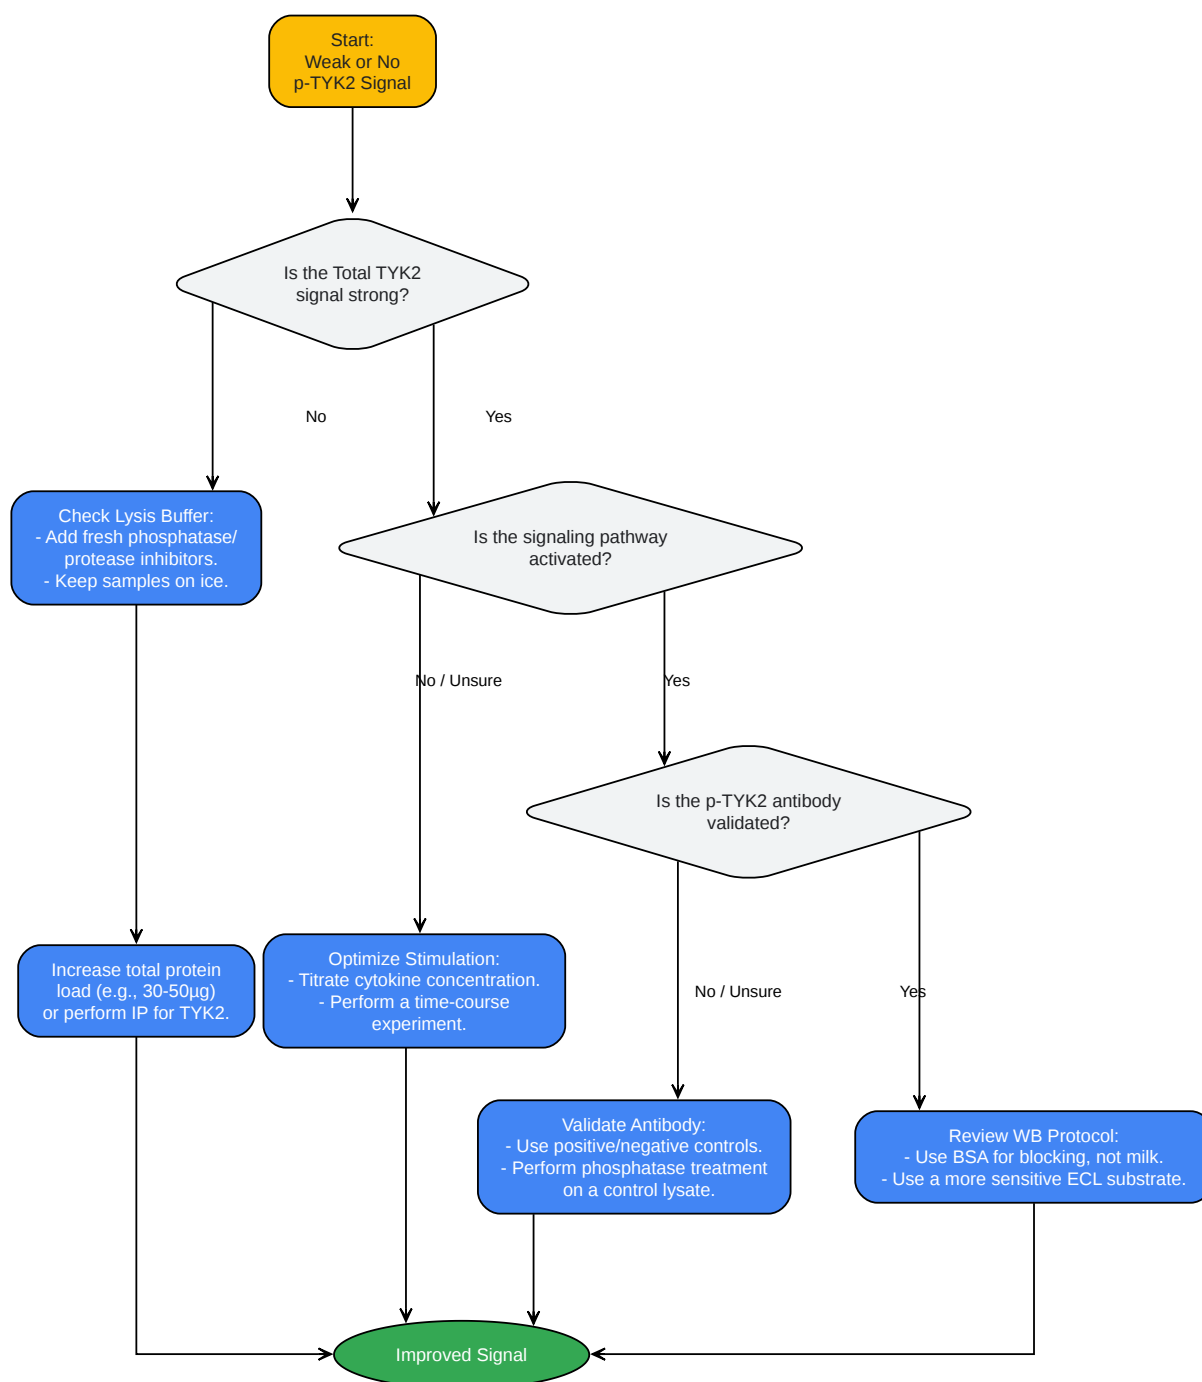 Start:
Weak or No
p-TYK2 Signal
Is the Total TYK2
signal strong?
No
Yes
Check Lysis Buffer:
- Add fresh phosphatase/
protease inhibitors.
- Keep samples on ice.
Is the signaling pathway
activated?
No / Unsure
Yes
Is the p-TYK2 antibody
validated?
Increase total protein
load (e.g., 30-50µg)
or perform IP for TYK2.
Optimize Stimulation:
- Titrate cytokine concentration.
- Perform a time-course
experiment.
No / Unsure
Yes
Validate Antibody:
- Use positive/negative controls.
- Perform phosphatase treatment
on a control lysate.
Review WB Protocol:
- Use BSA for blocking, not milk.
- Use a more sensitive ECL substrate.
Improved Signal